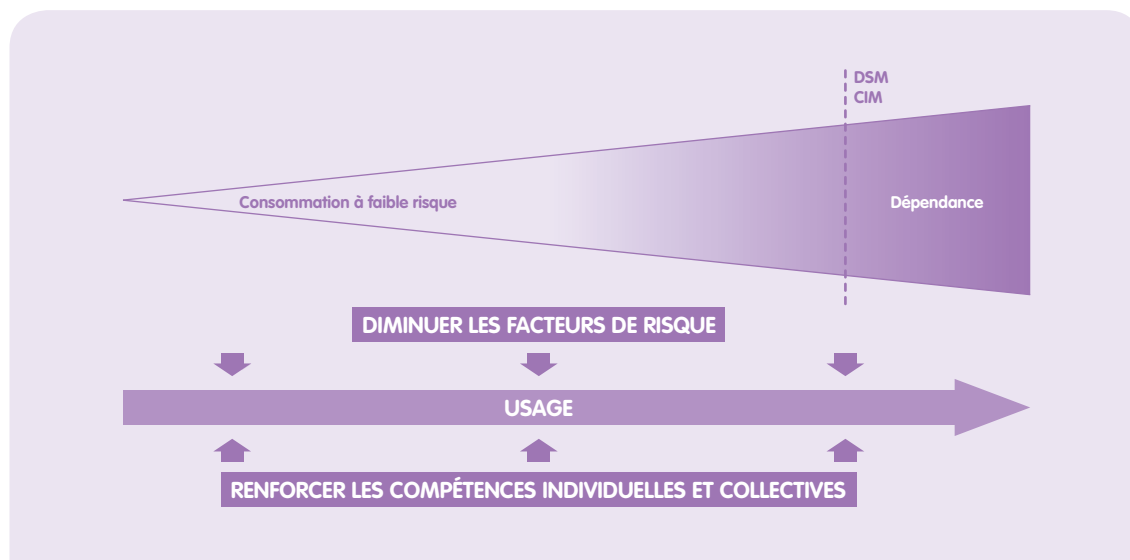 DSM
CIM
Consommation à faible risque
Dépendance
DIMINUER LES FACTEURS DE RISQUE
USAGE
RENFORCER LES COMPÉTENCES INDIVIDUELLES ET COLLECTIVES